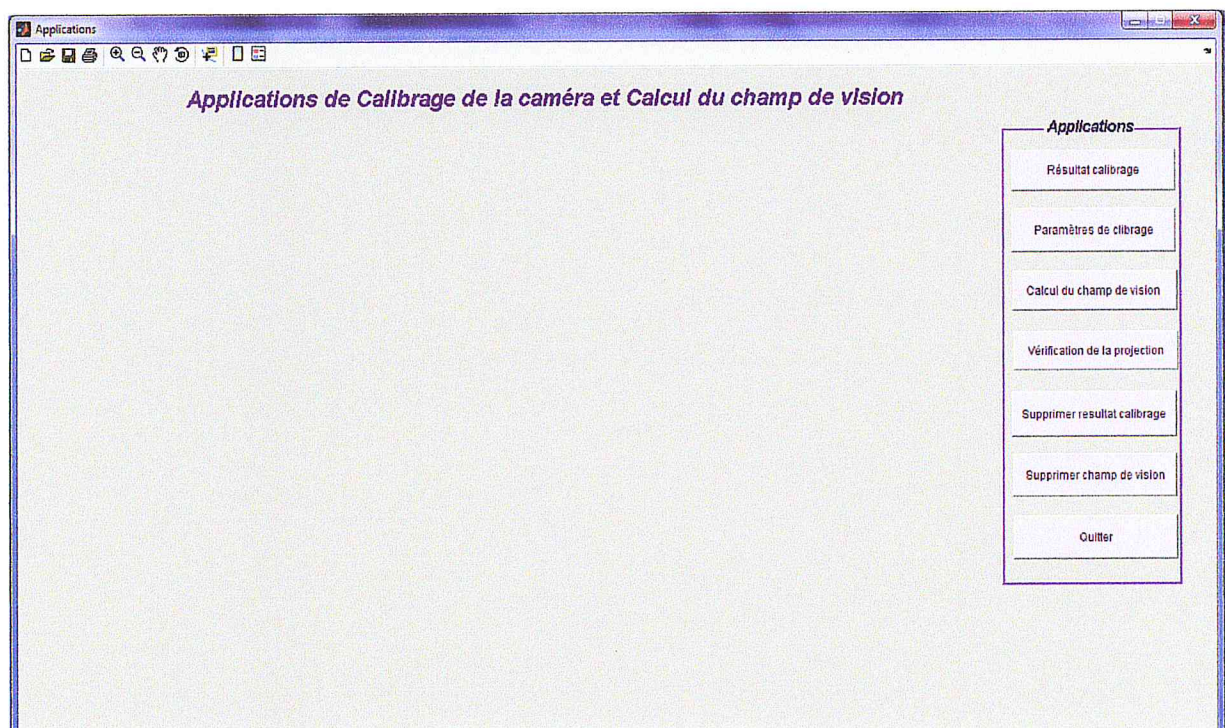 Applications
Applications de Calibrage de la caméra et Calcul du champ de vision
Applications
Résultat calibrage
Paramètres de clibrage
Calcul du champ de vision
Vérification de la projection
Supprimer resultat calibrage
Supprimer champ de vision
Quitter